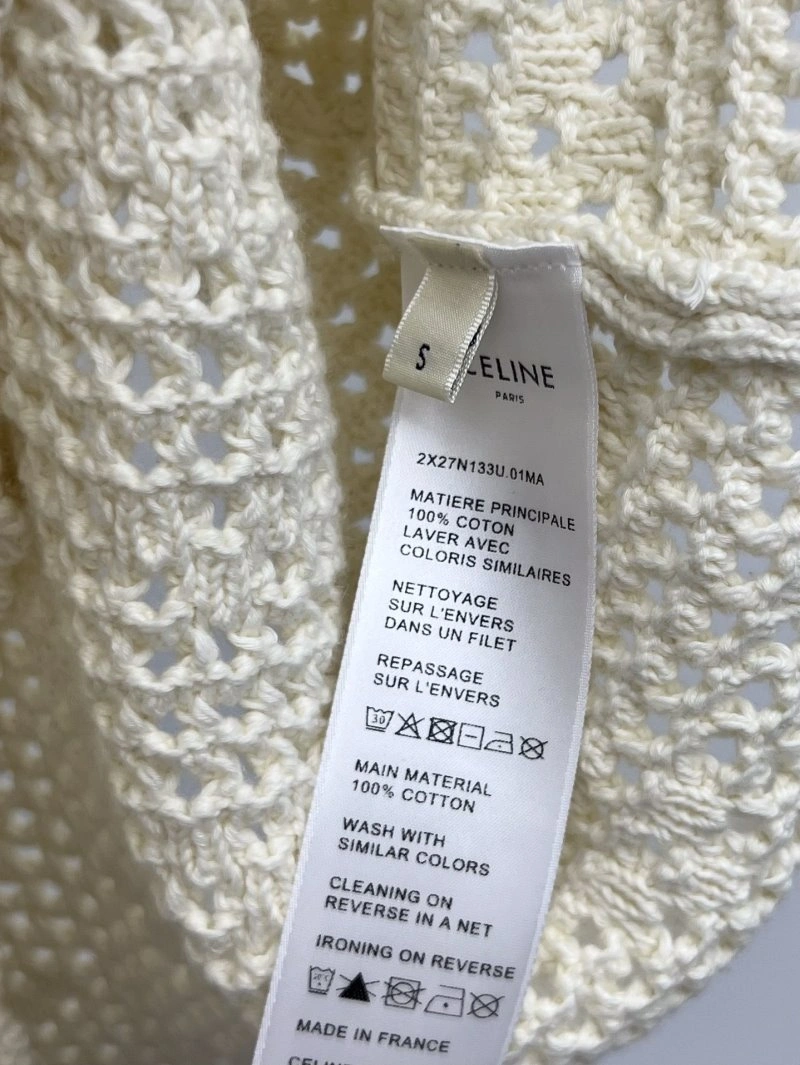 S
CELINE
PARIS
2X27N133U.01MA
MATIERE PRINCIPALE
100% COTON
LAVER AVEC
COLORIS SIMILAIRES
NETTOYAGE
SUR L'ENVERS
DANS UN FILET
REPASSAGE
SUR L'ENVERS
30
MAIN MATERIAL
100% COTTON
WASH WITH
SIMILAR COLORS
CLEANING ON
REVERSE IN A NET
IRONING ON REVERSE
MADE IN FRANCE